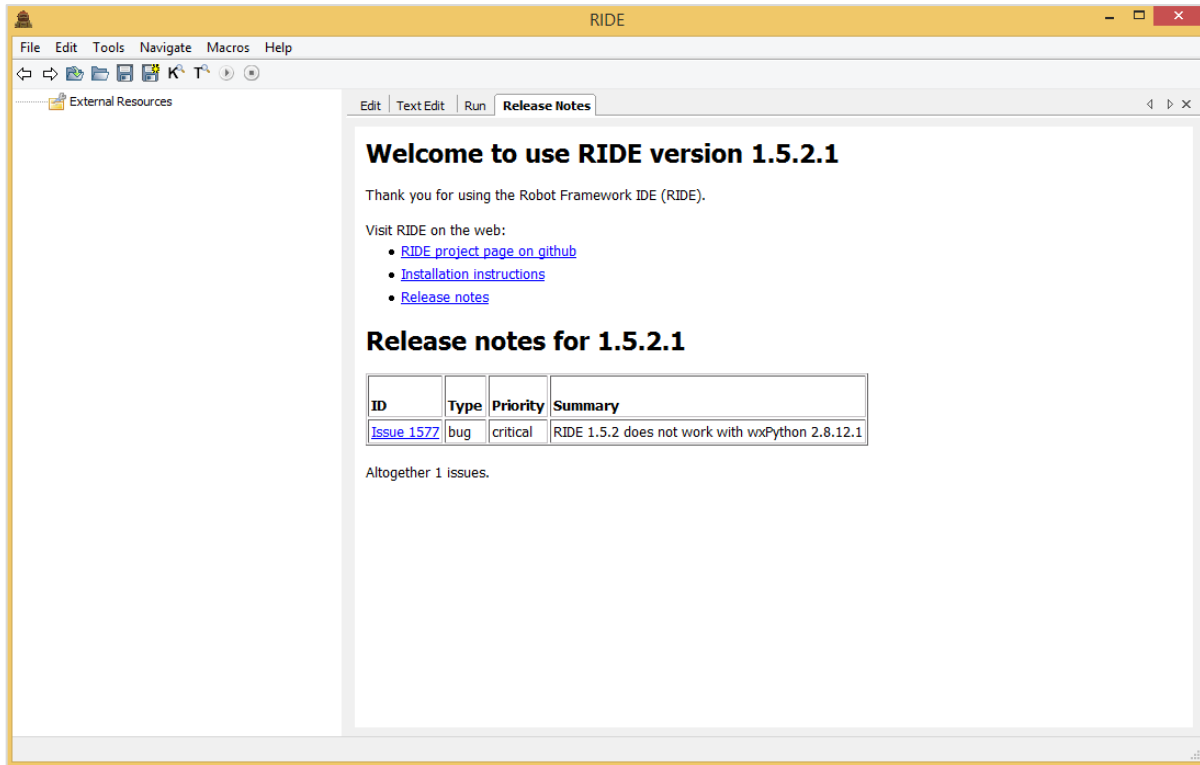 RIDE
File Edit Tools Navigate Macros Help
External Resources
Edit Text Edit Run Release Notes
Welcome to use RIDE version 1.5.2.1
Thank you for using the Robot Framework IDE (RIDE).
Visit RIDE on the web:
RIDE project page on github
Installation instructions
Release notes
Release notes for 1.5.2.1
ID Type Priority Summary
Issue 1577 bug critical RIDE 1.5.2 does not work with wxPython 2.8.12.1
Altogether 1 issues.